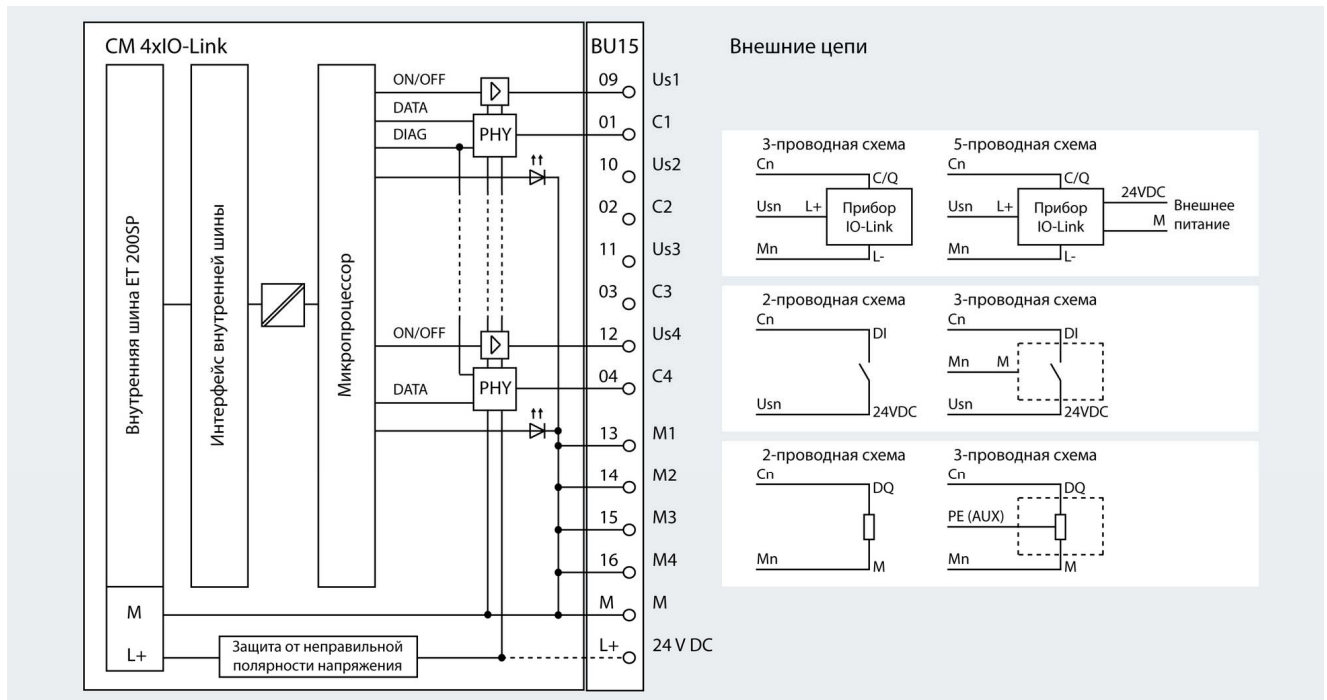 CM 4xIO-Link
BU15
Внешние цепи
Внутренняя шина ET 200SP
Интерфейс внутренней шины
Микропроцессор
ON/OFF
DATA
DIAG
PHY
ON/OFF
DATA
PHY
09 Us1
01 C1
10 Us2
02 C2
11 Us3
03 C3
12 Us4
04 C4
13 M1
14 M2
15 M3
16 M4
M
M M
L+
Защита от неправильной
полярности напряжения
L+ 24 V DC
3-проводная схема
Cn
C/Q
Usn L+
Прибор
IO-Link
Mn
L-
5-проводная схема
Cn
C/Q
Usn L+
Прибор
IO-Link
24VDC
M
Внешнее
питание
Mn
L-
2-проводная схема
Cn
DI
Usn
24VDC
3-проводная схема
Cn
DI
Mn M
Usn
24VDC
2-проводная схема
Cn
DQ
Mn
M
3-проводная схема
Cn
DQ
PE (AUX)
Mn
M